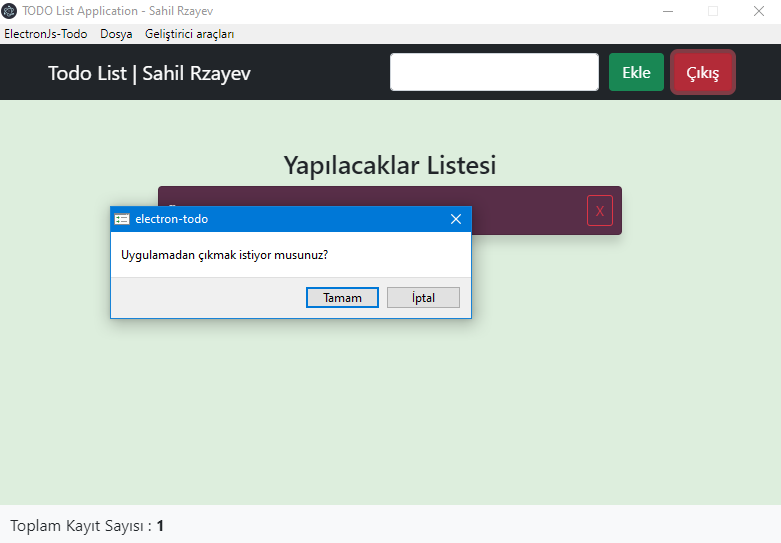 TODO List Application - Sahil Rzayev
ElectronJs-Todo Dosya Geliştirici araçları
Todo List | Sahil Rzayev Ekle Çıkış
Yapılacaklar Listesi
X
electron-todo
Uygulamadan çıkmak istiyor musunuz?
Tamam İptal
Toplam Kayıt Sayısı : 1